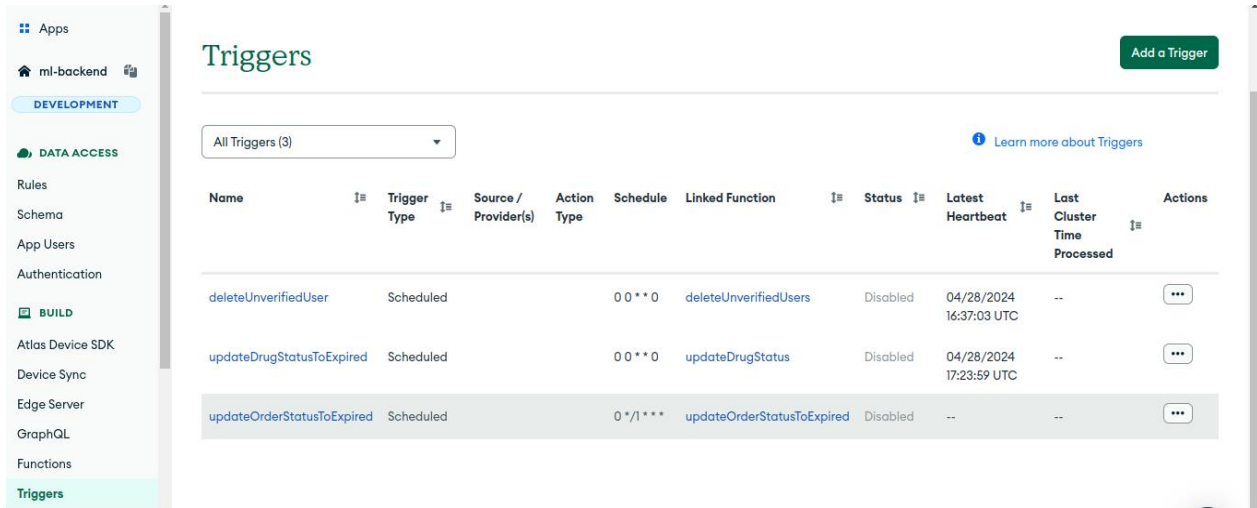 Apps
ml-backend
DEVELOPMENT
DATA ACCESS
Rules
Schema
App Users
Authentication
BUILD
Atlas Device SDK
Device Sync
Edge Server
GraphQL
Functions
Triggers
Triggers
Add a Trigger
All Triggers (3)
Learn more about Triggers
Name Trigger Type Source / Provider(s) Action Type Schedule Linked Function Status Latest Heartbeat Last Cluster Time Processed Actions
deleteUnverifiedUser Scheduled 0 0 * * 0 deleteUnverifiedUsers Disabled 04/28/2024 16:37:03 UTC --
updateDrugStatusToExpired Scheduled 0 0 * * 0 updateDrugStatus Disabled 04/28/2024 17:23:59 UTC --
updateOrderStatusToExpired Scheduled 0 */1 * * * updateOrderStatusToExpired Disabled -- --